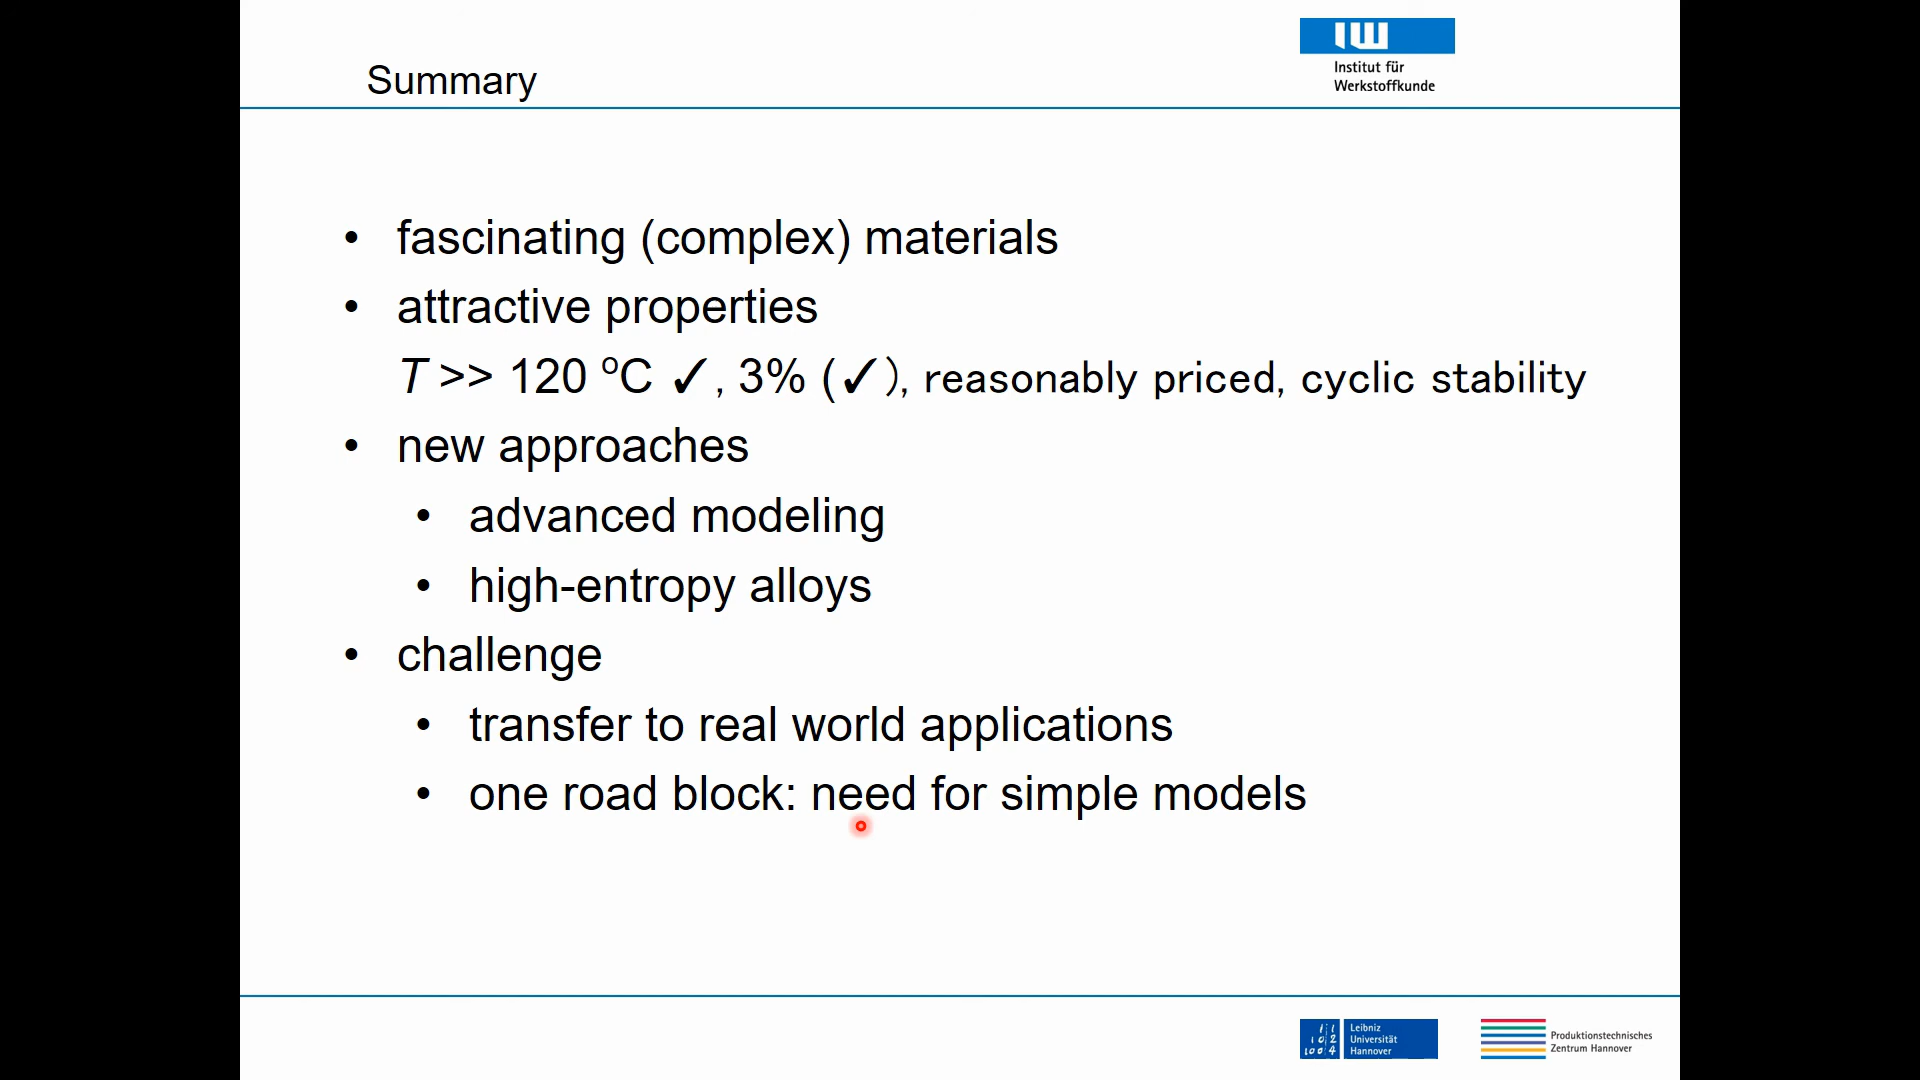 Summary
IW
Institut für
Werkstoffkunde
• fascinating (complex) materials
• attractive properties
T >> 120 ºC ✓, 3% (✓), reasonably priced, cyclic stability
• new approaches
• advanced modeling
• high-entropy alloys
• challenge
• transfer to real world applications
• one road block: need for simple models
Leibniz
Universität
Hannover
Produktionstechnisches
Zentrum Hannover